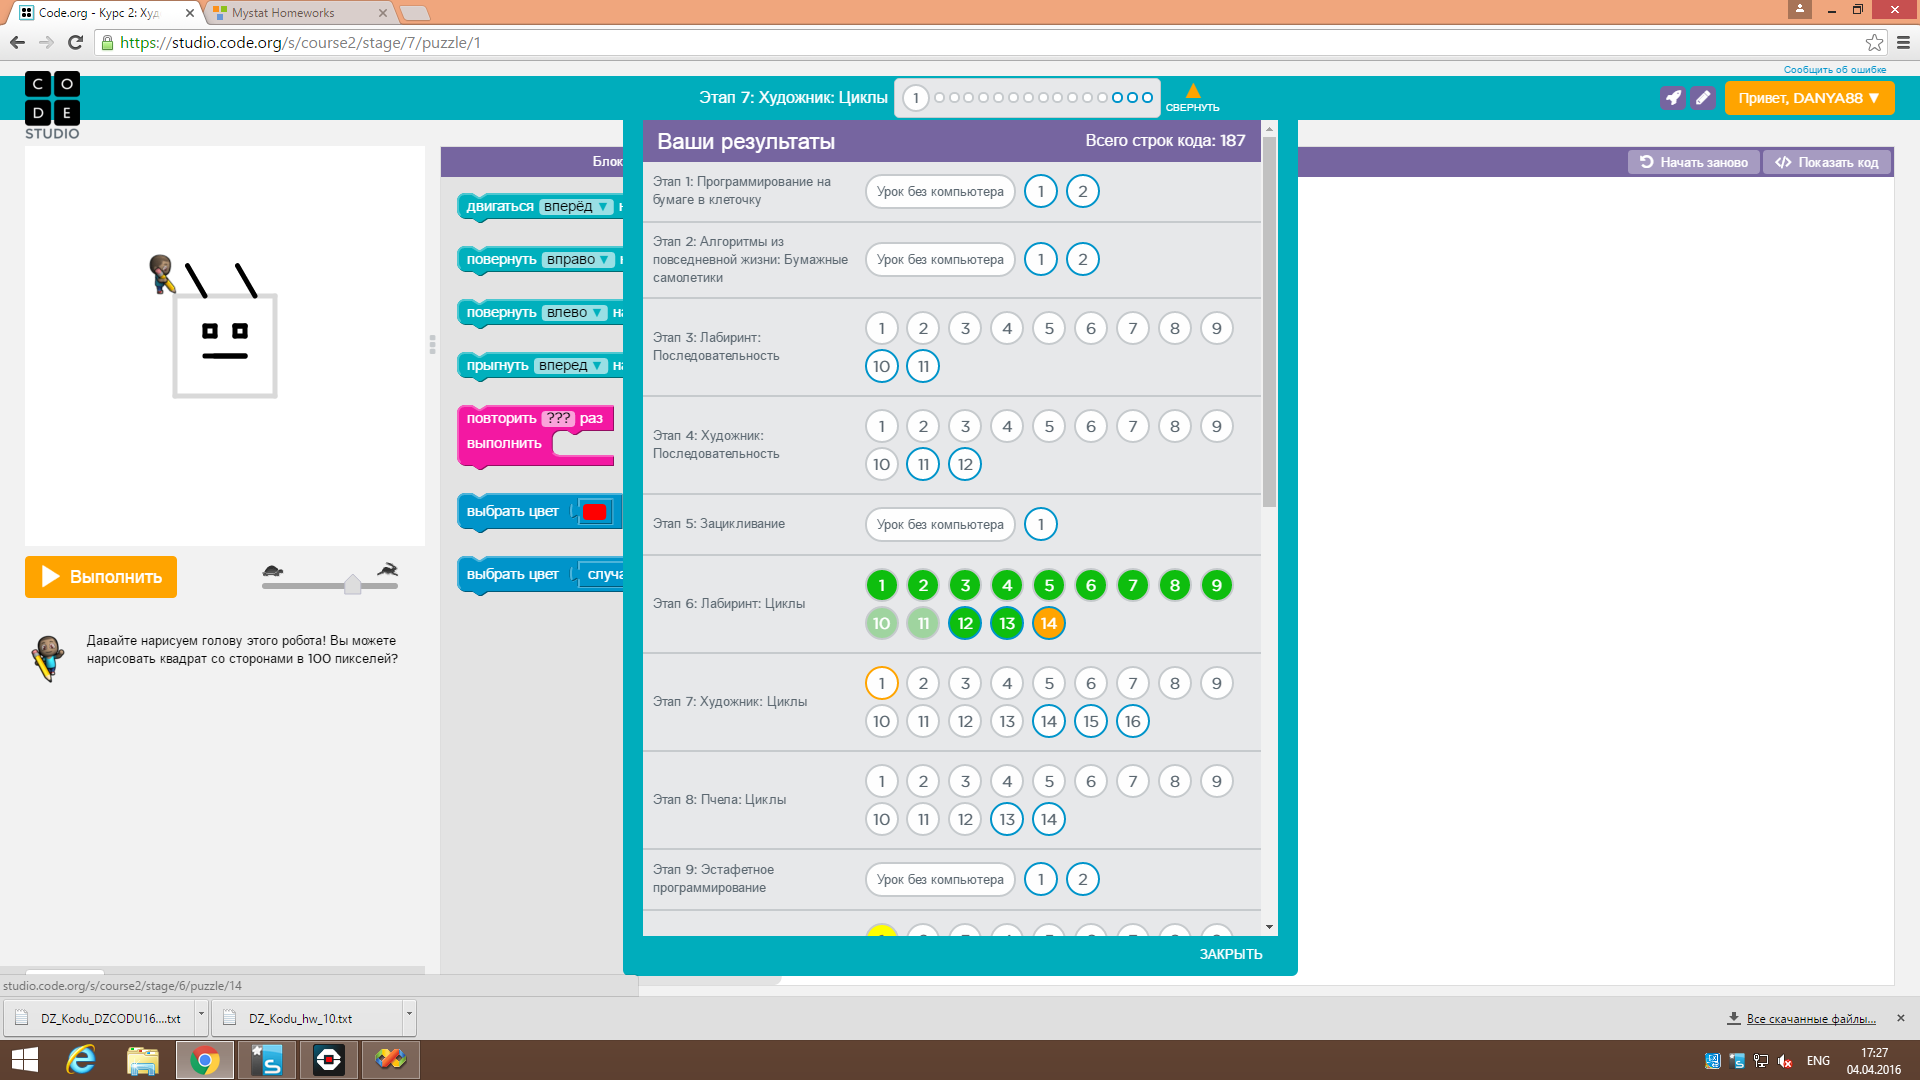 Code.org - Курс 2: Худ
Mystat Homeworks
https://studio.code.org/s/course2/stage/7/puzzle/1
Сообщить об ошибке
C O
D E
STUDIO
Этап 7: Художник: Циклы
1
СВЕРНУТЬ
Привет, DANYA88 ▼
Ваши результаты
Всего строк кода: 187
Блок
Начать заново
Показать код
двигаться вперёд ▼
повернуть вправо ▼
повернуть влево ▼ на
прыгнуть вперед ▼ на
повторить ??? раз
выполнить
выбрать цвет
выбрать цвет случа
Этап 1: Программирование на
бумаге в клеточку
Урок без компьютера 1 2
Этап 2: Алгоритмы из
повседневной жизни: Бумажные
самолетики
Урок без компьютера 1 2
Этап 3: Лабиринт:
Последовательность
1 2 3 4 5 6 7 8 9
10 11
Этап 4: Художник:
Последовательность
1 2 3 4 5 6 7 8 9
10 11 12
Этап 5: Зацикливание
Урок без компьютера 1
Этап 6: Лабиринт: Циклы
1 2 3 4 5 6 7 8 9
10 11 12 13 14
Этап 7: Художник: Циклы
1 2 3 4 5 6 7 8 9
10 11 12 13 14 15 16
Этап 8: Пчела: Циклы
1 2 3 4 5 6 7 8 9
10 11 12 13 14
Этап 9: Эстафетное
программирование
Урок без компьютера 1 2
ЗАКРЫТЬ
Выполнить
Давайте нарисуем голову этого робота! Вы можете
нарисовать квадрат со сторонами в 100 пикселей?
studio.code.org/s/course2/stage/6/puzzle/14
DZ_Kodu_DZCODU16....txt
DZ_Kodu_hw_10.txt
Все скачанные файлы...
ENG
17:27
04.04.2016